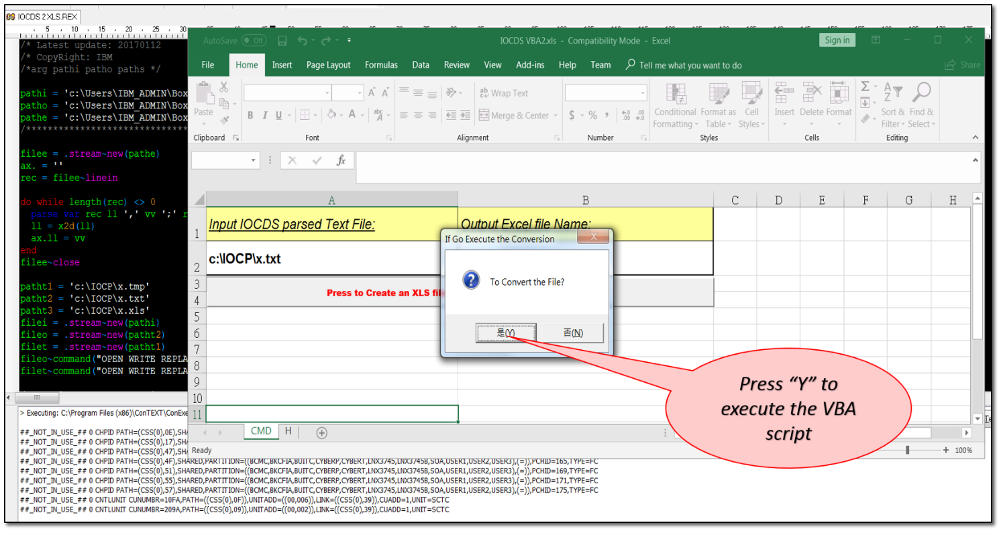 IOCDS 2 XLS.REX
5 10 15 20 25 30
/* Latest update: 20170112
/* CopyRight: IBM
/*arg pathi patho paths */
pathi = 'c:\Users\IBM_ADMIN\Box
patho = 'c:\Users\IBM_ADMIN\Box
pathe = 'c:\Users\IBM_ADMIN\Box
/******************************
filee = .stream~new(pathe)
ax. = ''
rec = filee~linein
do while length(rec) <> 0
parse var rec ll ',' vv ';' r
ll = x2d(ll)
ax.ll = vv
end
filee~close
patht1 = 'c:\IOCP\x.tmp'
patht2 = 'c:\IOCP\x.txt'
patht3 = 'c:\IOCP\x.xls'
filei = .stream~new(pathi)
fileo = .stream~new(patht2)
filet = .stream~new(patht1)
fileo~command("OPEN WRITE REPLA
filet~command("OPEN WRITE REPLA
AutoSave Off IOCDS VBA2.xls - Compatibility Mode - Excel Sign in
File Home Insert Page Layout Formulas Data Review View Add-ins Help Team Tell me what you want to do Share
Paste B I U Wrap Text Merge & Center $ % Conditional Formatting Format as Table Cell Styles Insert Delete Format Sort & Filter Find & Select
Clipboard Font Alignment Number Styles Cells Editing
fx
A B C D E F G H
1 Input IOCDS parsed Text File: Output Excel file Name:
2 c:\IOCP\x.txt
3
4 Press to Create an XLS fil
5
6
7
8
9
10
11
If Go Execute the Conversion
X
To Convert the File?
是(Y) 否(N)
Press “Y” to
execute the VBA
script
CMD H
Ready 100%
> Executing: C:\Program Files (x86)\ConTEXT\ConExe
##_NOT_IN_USE_## 0 CHPID PATH=(CSS(0),0E),SHA
##_NOT_IN_USE_## 0 CHPID PATH=(CSS(0),17),SHA
##_NOT_IN_USE_## 0 CHPID PATH=(CSS(0),47),SHA
##_NOT_IN_USE_## 0 CHPID PATH=(CSS(0),4F),SHARED,PARTITION=((BCMC,BKCFIA,BUITC,CYBERP,CYBERT,LNX3745,LNX3745B,SOA,USER1,USER2,USER3),(=)),PCHID=165,TYPE=FC
##_NOT_IN_USE_## 0 CHPID PATH=(CSS(0),51),SHARED,PARTITION=((BCMC,BKCFIA,BUITC,CYBERP,CYBERT,LNX3745,LNX3745B,SOA,USER1,USER2,USER3),(=)),PCHID=169,TYPE=FC
##_NOT_IN_USE_## 0 CHPID PATH=(CSS(0),55),SHARED,PARTITION=((BCMC,BKCFIA,BUITC,CYBERP,CYBERT,LNX3745,LNX3745B,SOA,USER1,USER2,USER3),(=)),PCHID=171,TYPE=FC
##_NOT_IN_USE_## 0 CHPID PATH=(CSS(0),57),SHARED,PARTITION=((BCMC,BKCFIA,BUITC,CYBERP,CYBERT,LNX3745,LNX3745B,SOA,USER1,USER2,USER3),(=)),PCHID=175,TYPE=FC
##_NOT_IN_USE_## 0 CNTLUNIT CUNUMBR=10FA,PATH=((CSS(0),0F)),UNITADD=((00,006)),LINK=((CSS(0),39)),CUADD=1,UNIT=SCTC
##_NOT_IN_USE_## 0 CNTLUNIT CUNUMBR=209A,PATH=((CSS(0),09)),UNITADD=((00,002)),LINK=((CSS(0),39)),CUADD=1,UNIT=SCTC